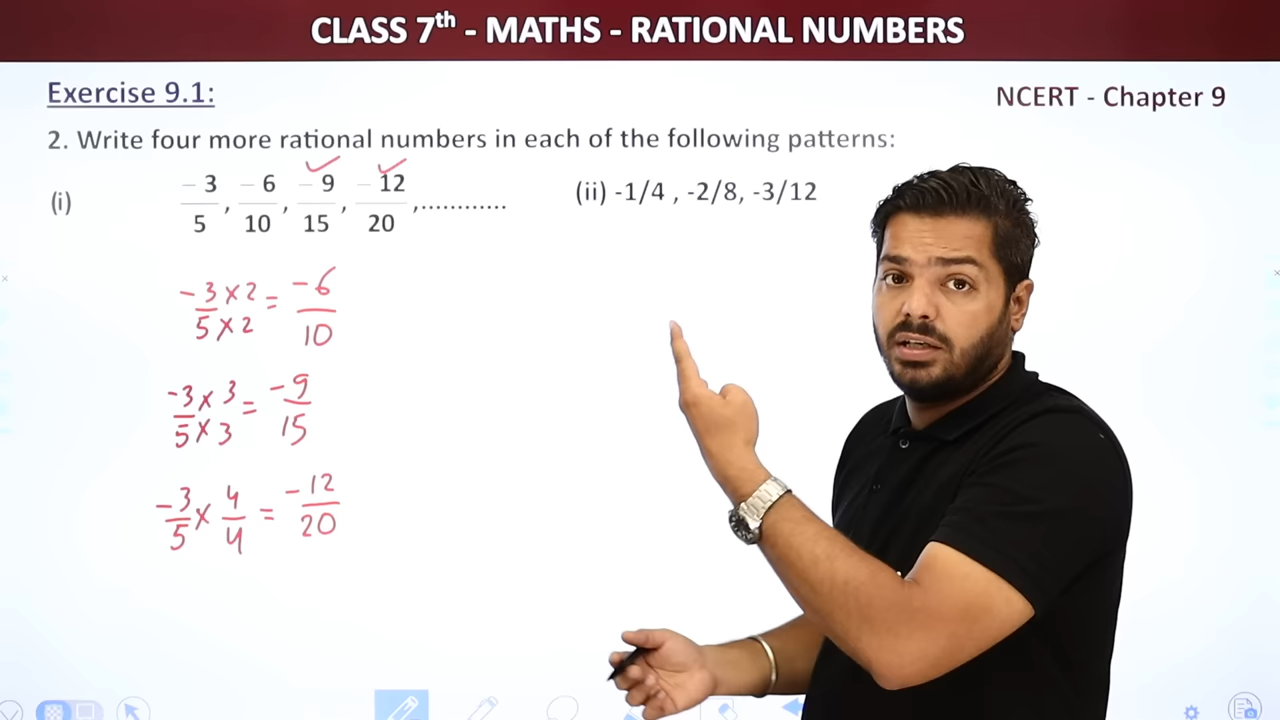 CLASS 7th - MATHS - RATIONAL NUMBERS
Exercise 9.1:
NCERT - Chapter 9
2. Write four more rational numbers in each of the following patterns:
(i) -3/5, -6/10, -9/15, -12/20,............
(ii) -1/4 , -2/8, -3/12
-3×2/5×2 = -6/10
-3×3/5×3 = -9/15
-3/5 × 4/4 = -12/20